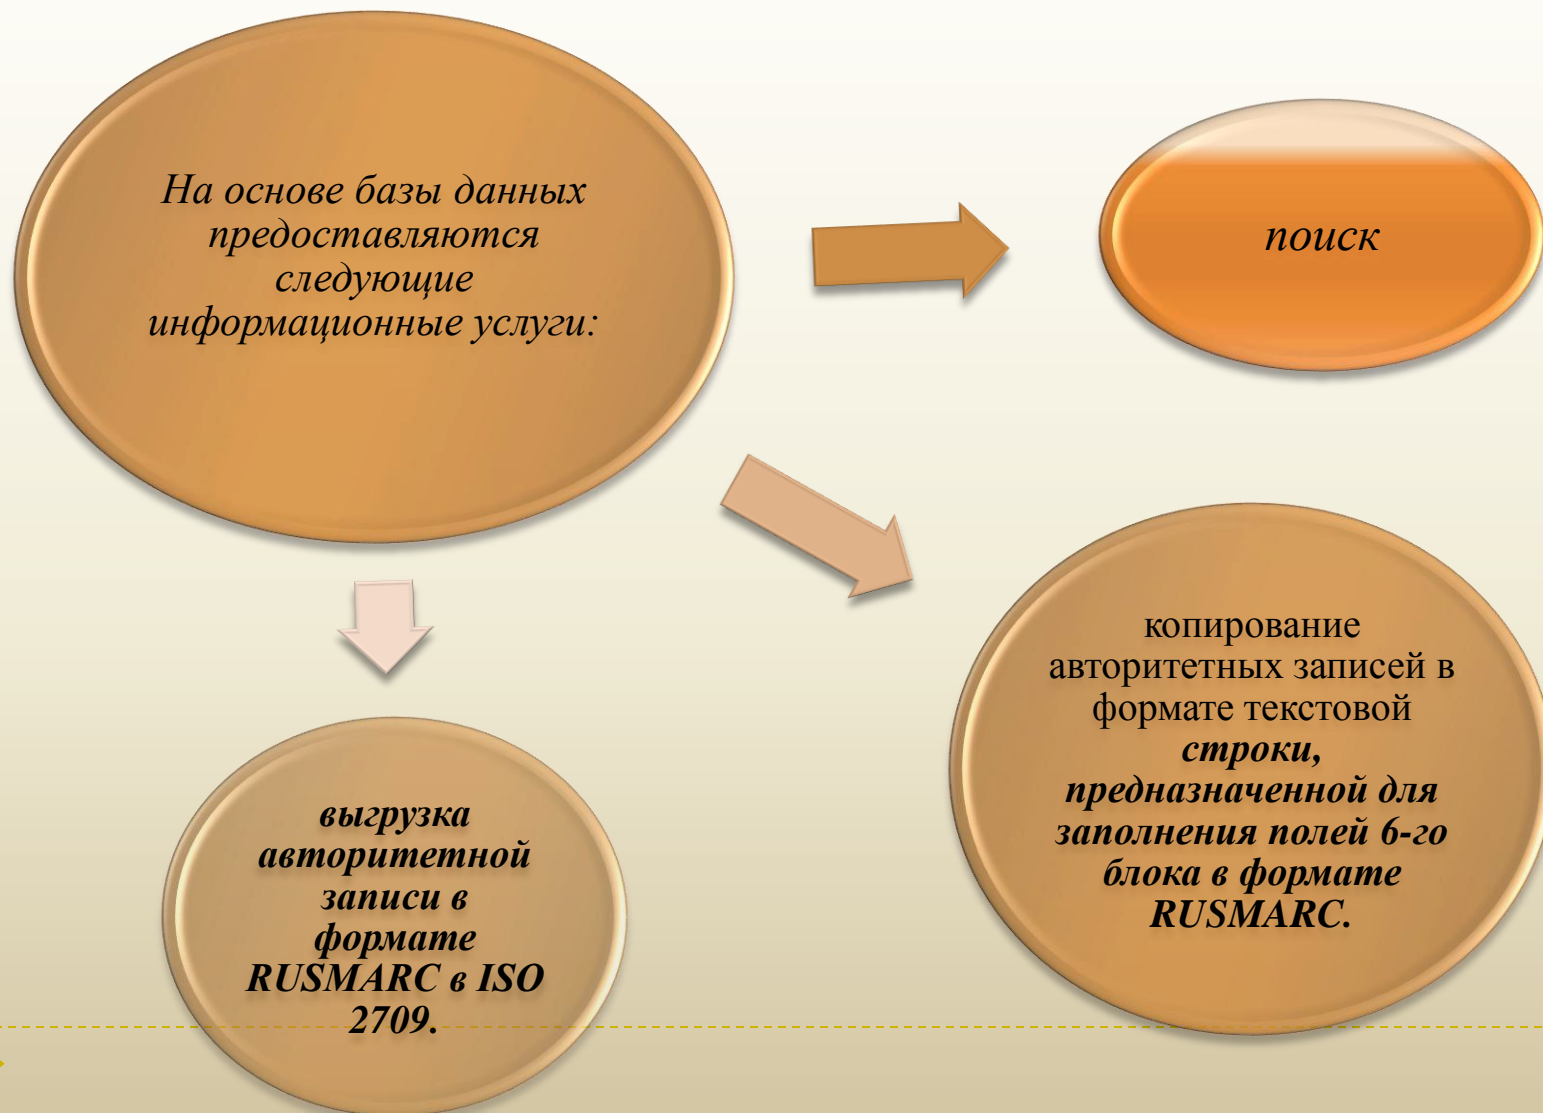 На основе базы данных
предоставляются
следующие
информационные услуги:
поиск
копирование
авторитетных записей в
формате текстовой
строки,
предназначенной для
заполнения полей 6-го
блока в формате
RUSMARC.
выгрузка
авторитетной
записи в
формате
RUSMARC в ISO
2709.